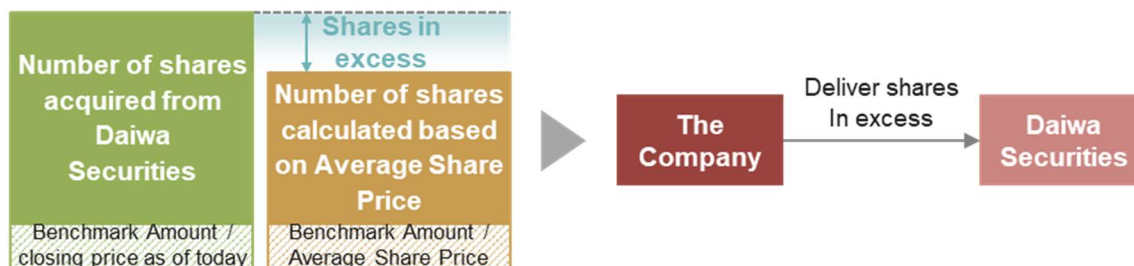 Number of shares
acquired from
Daiwa
Securities
Benchmark Amount /
closing price as of today
Shares in
excess
Number of shares
calculated based
on Average Share
Price
Benchmark Amount /
Average Share Price
The
Company
Deliver shares
In excess
Daiwa
Securities